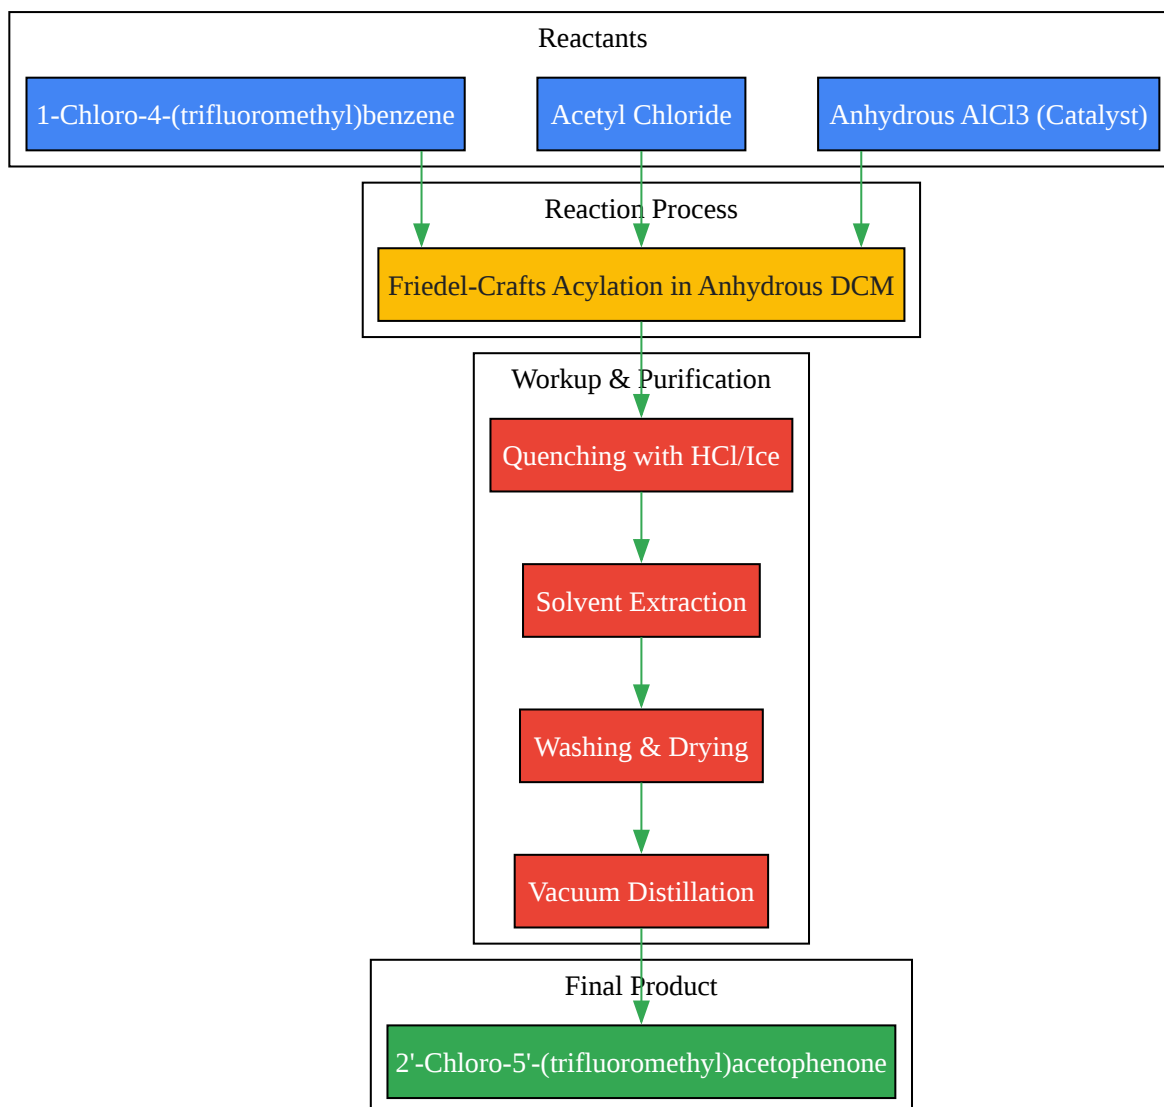 Reactants
1-Chloro-4-(trifluoromethyl)benzene
Acetyl Chloride
Anhydrous AlCl3 (Catalyst)
Reaction Process
Friedel-Crafts Acylation in Anhydrous DCM
Workup & Purification
Quenching with HCl/Ice
Solvent Extraction
Washing & Drying
Vacuum Distillation
Final Product
2'-Chloro-5'-(trifluoromethyl)acetophenone